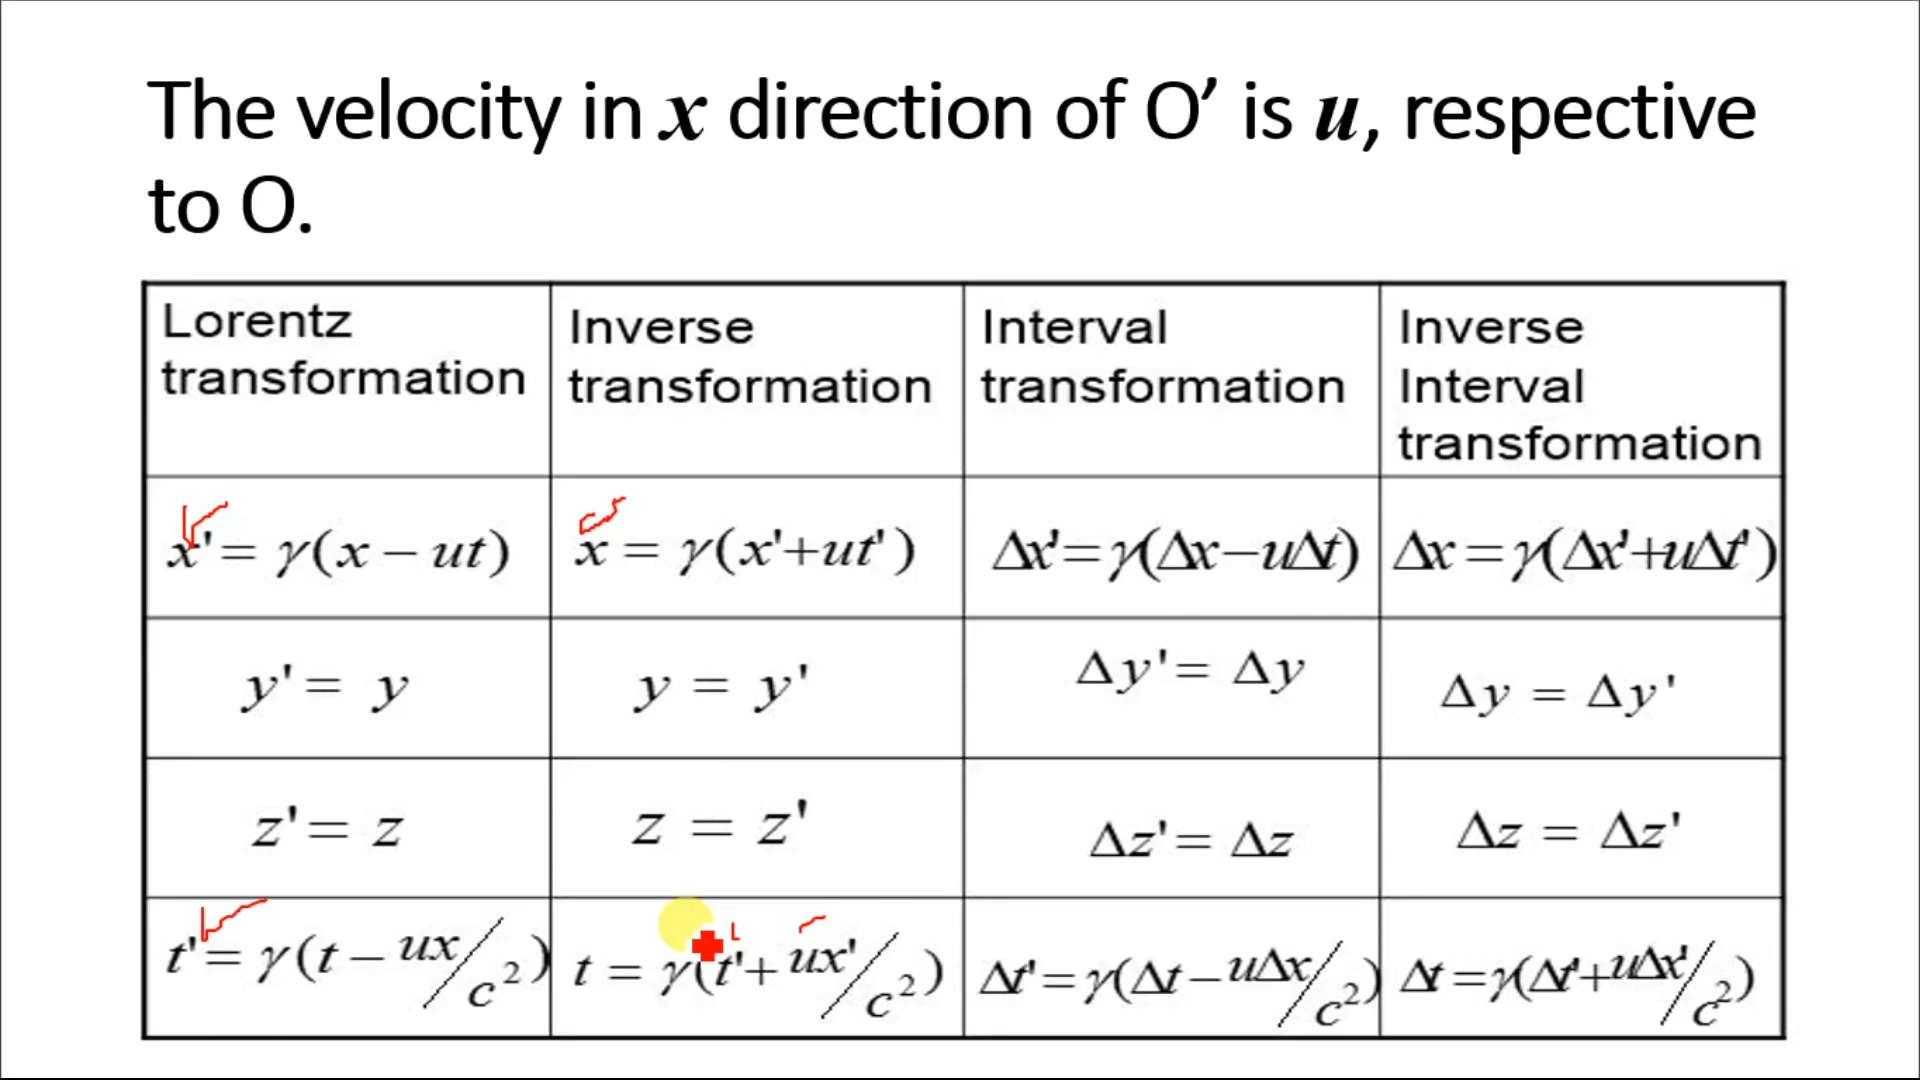 The velocity in x direction of O’ is u, respective
to O.
Lorentz
transformation
Inverse
transformation
Interval
transformation
Inverse
Interval
transformation
x'= γ(x − ut)
x = γ(x'+ut')
Δx'=γ(Δx−uΔt)
Δx=γ(Δx'+uΔt')
y'= y
y = y'
Δy'= Δy
Δy = Δy'
z'= z
z = z'
Δz'= Δz
Δz = Δz'
t'= γ(t − ux/c²)
t = γ(t'+ ux'/c²)
Δt'=γ(Δt−uΔx/c²)
Δt=γ(Δt'+uΔx'/c²)